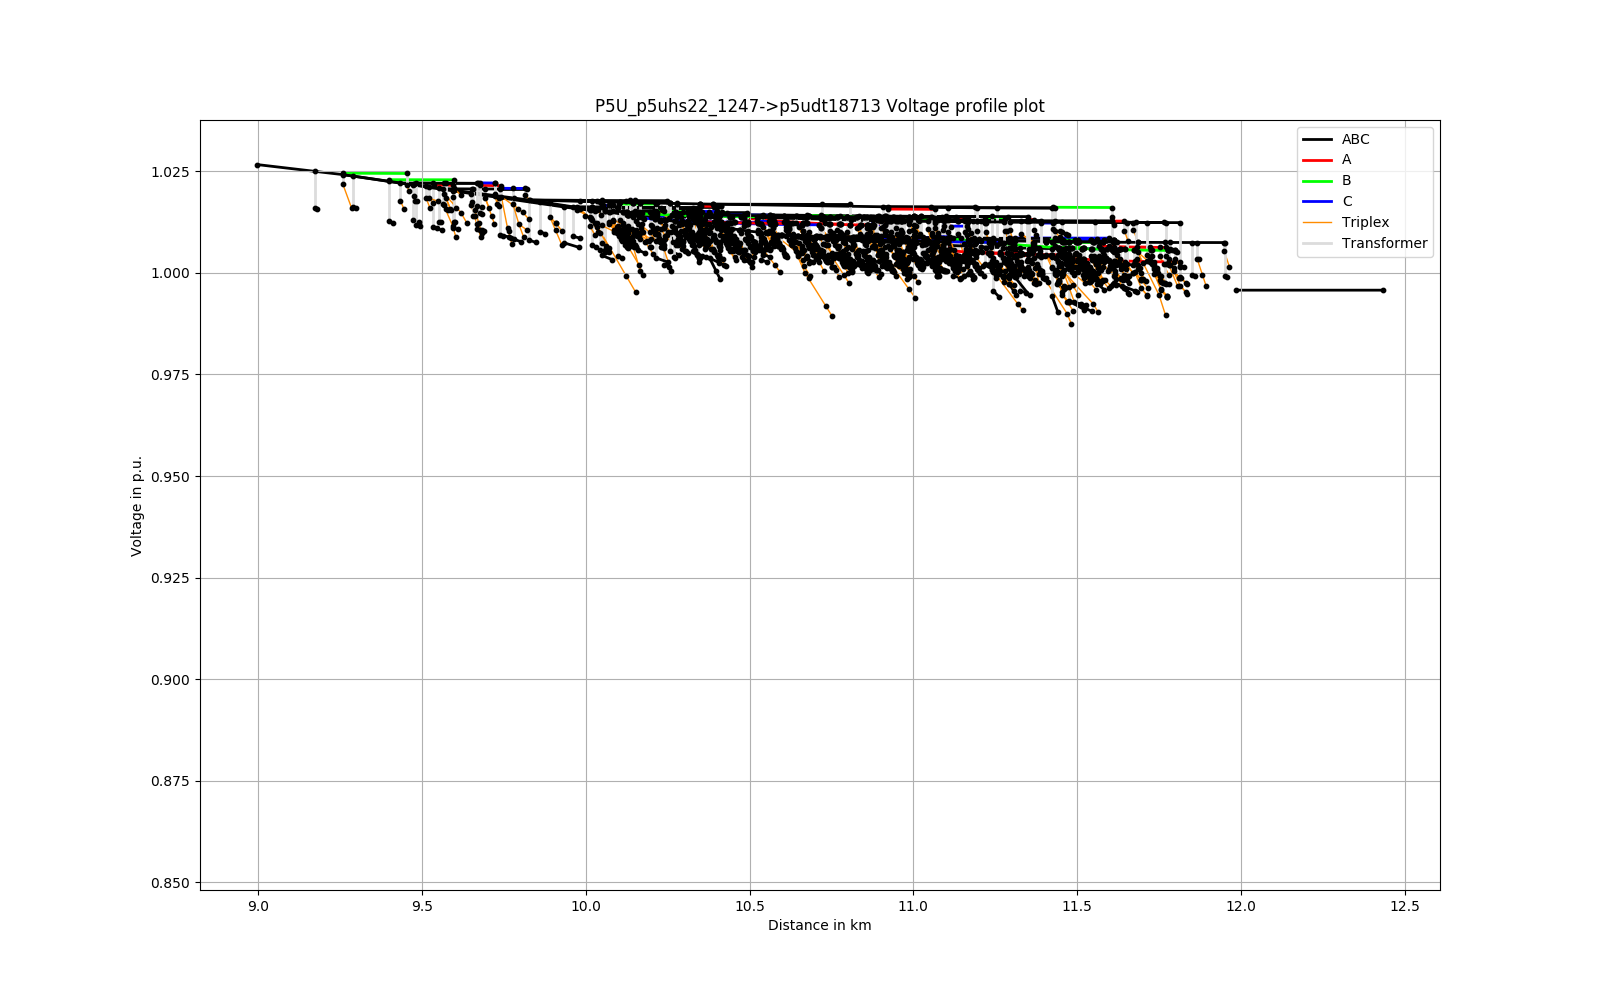 P5U_p5uhs22_1247->p5udt18713 Voltage profile plot
ABC
A
B
C
Triplex
Transformer
1.025
1.000
0.975
0.950
0.925
0.900
0.875
0.850
Voltage in p.u.
9.0 9.5 10.0 10.5 11.0 11.5 12.0 12.5
Distance in km